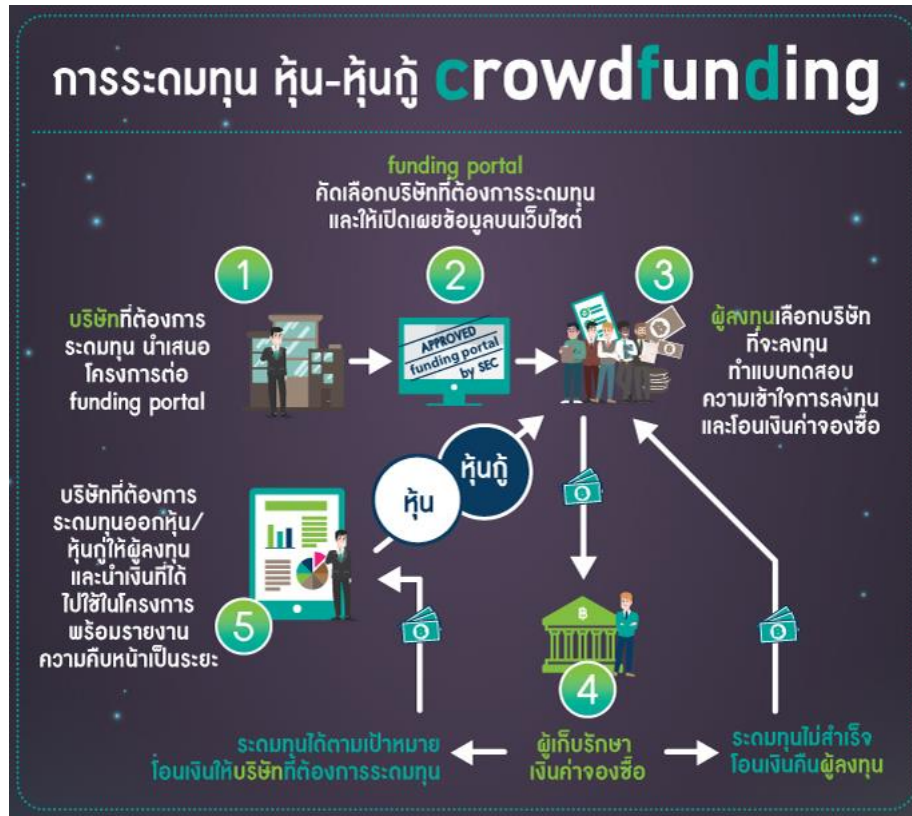 การระดมทุน หุ้น-หุ้นกู้ crowdfunding
funding portal
คัดเลือกบริษัทที่ต้องการระดมทุน
และให้เปิดเผยข้อมูลบนเว็บไซต์
1
2
3
บริษัทที่ต้องการ
ระดมทุน นำเสนอ
โครงการต่อ
funding portal
APPROVED
funding portal
by SEC
ผู้ลงทุนเลือกบริษัท
ที่จะลงทุน
ทำแบบทดสอบ
ความเข้าใจการลงทุน
และโอนเงินค่าจองซื้อ
หุ้น
หุ้นกู้
บริษัทที่ต้องการ
ระดมทุนออกหุ้น/
หุ้นกู้ให้ผู้ลงทุน
และนำเงินที่ได้
ไปใช้ในโครงการ
พร้อมรายงาน
ความคืบหน้าเป็นระยะ
5
4
ระดมทุนได้ตามเป้าหมาย
โอนเงินให้บริษัทที่ต้องการระดมทุน
ผู้เก็บรักษา
เงินค่าจองซื้อ
ระดมทุนไม่สำเร็จ
โอนเงินคืนผู้ลงทุน